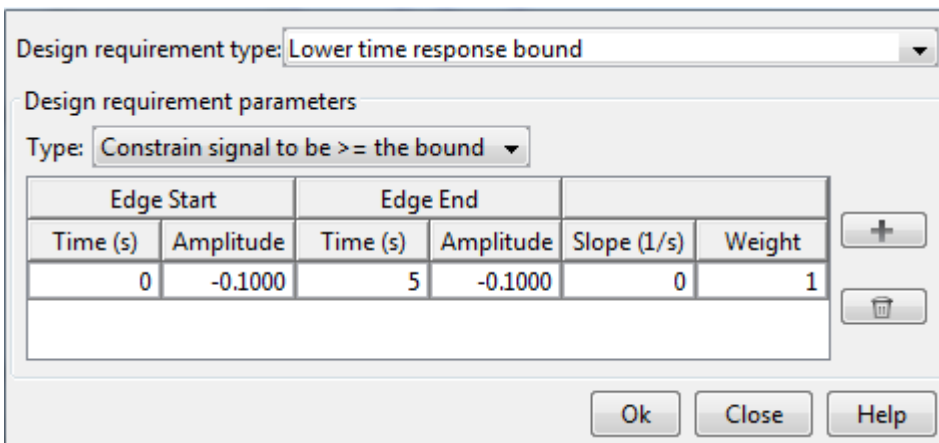 Design requirement type: Lower time response bound
Design requirement parameters
Type: Constrain signal to be >= the bound
Edge Start Edge End
Time (s) Amplitude Time (s) Amplitude Slope (1/s) Weight
0 -0.1000 5 -0.1000 0 1
Ok Close Help